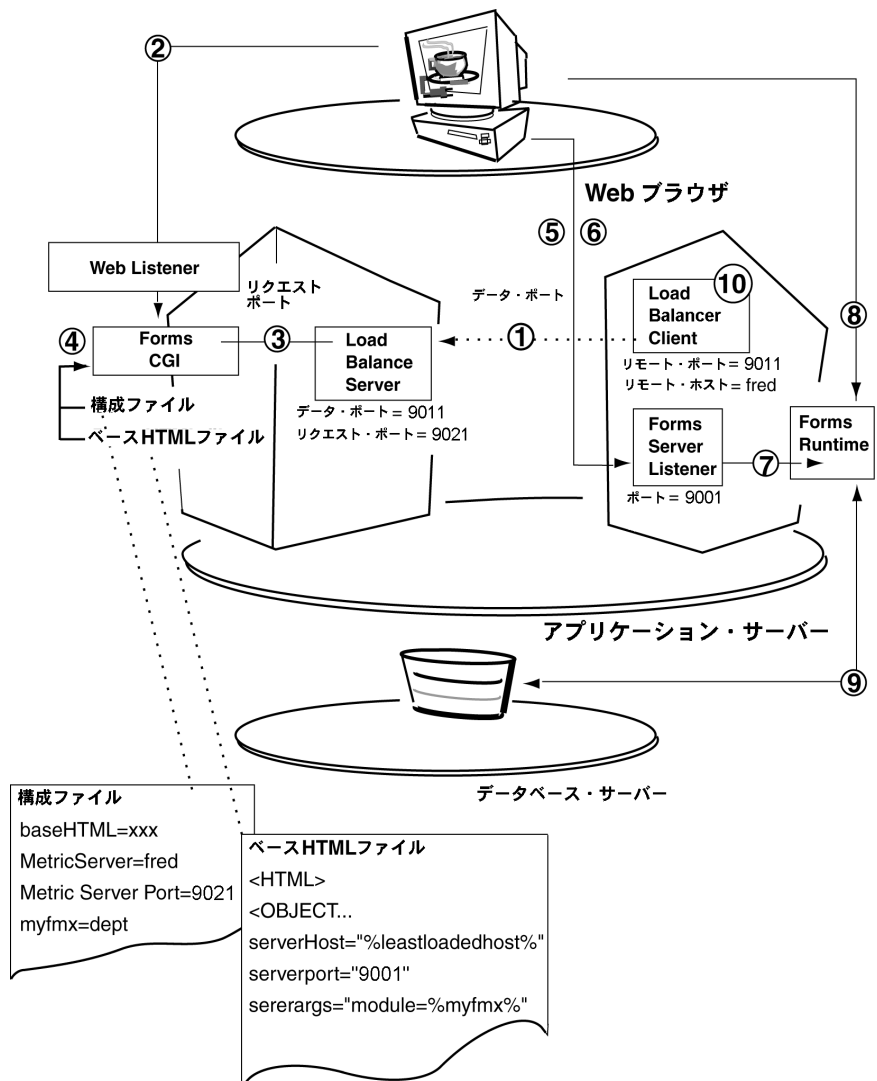 ②
Web ブラウザ
⑤
⑥
Web Listener
リクエスト
ポート
データ・ポート
Load
Balancer
Client
⑩
⑧
④
Forms
CGI
③
Load
Balance
Server
①
リモート・ポート= 9011
リモート・ホスト= fred
構成ファイル
ベースHTMLファイル
データ・ポート= 9011
リクエスト・ポート= 9021
Forms
Server
Listener
⑦
Forms
Runtime
ポート= 9001
アプリケーション・サーバー
⑨
データベース・サーバー
構成ファイル
baseHTML=xxx
MetricServer=fred
Metric Server Port=9021
myfmx=dept
ベースHTMLファイル
<HTML>
<OBJECT...
serverHost="%leastloadedhost%"
serverport="9001"
sererargs="module=%myfmx%"